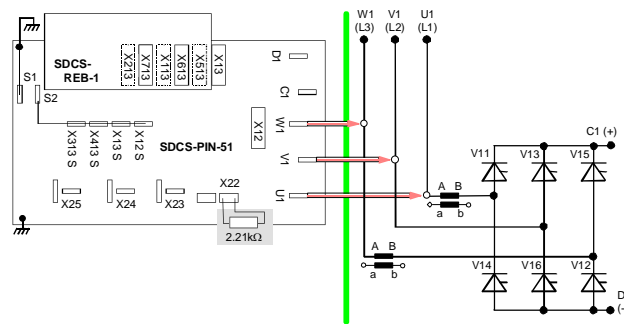 W1 V1 U1
(L3) (L2) (L1)
SDCS-
REB-1
X213
X713
X113
X613
X513
X13
D1
S1
S2
C1
X12
W1
SDCS-PIN-51
X313 S
X413 S
X13 S
X12 S
V1
X25
X24
X23
X22
U1
2.21kΩ
C1 (+)
V11
V13
V15
A B
a b
A B
a b
V14
V16
V12
D
(-